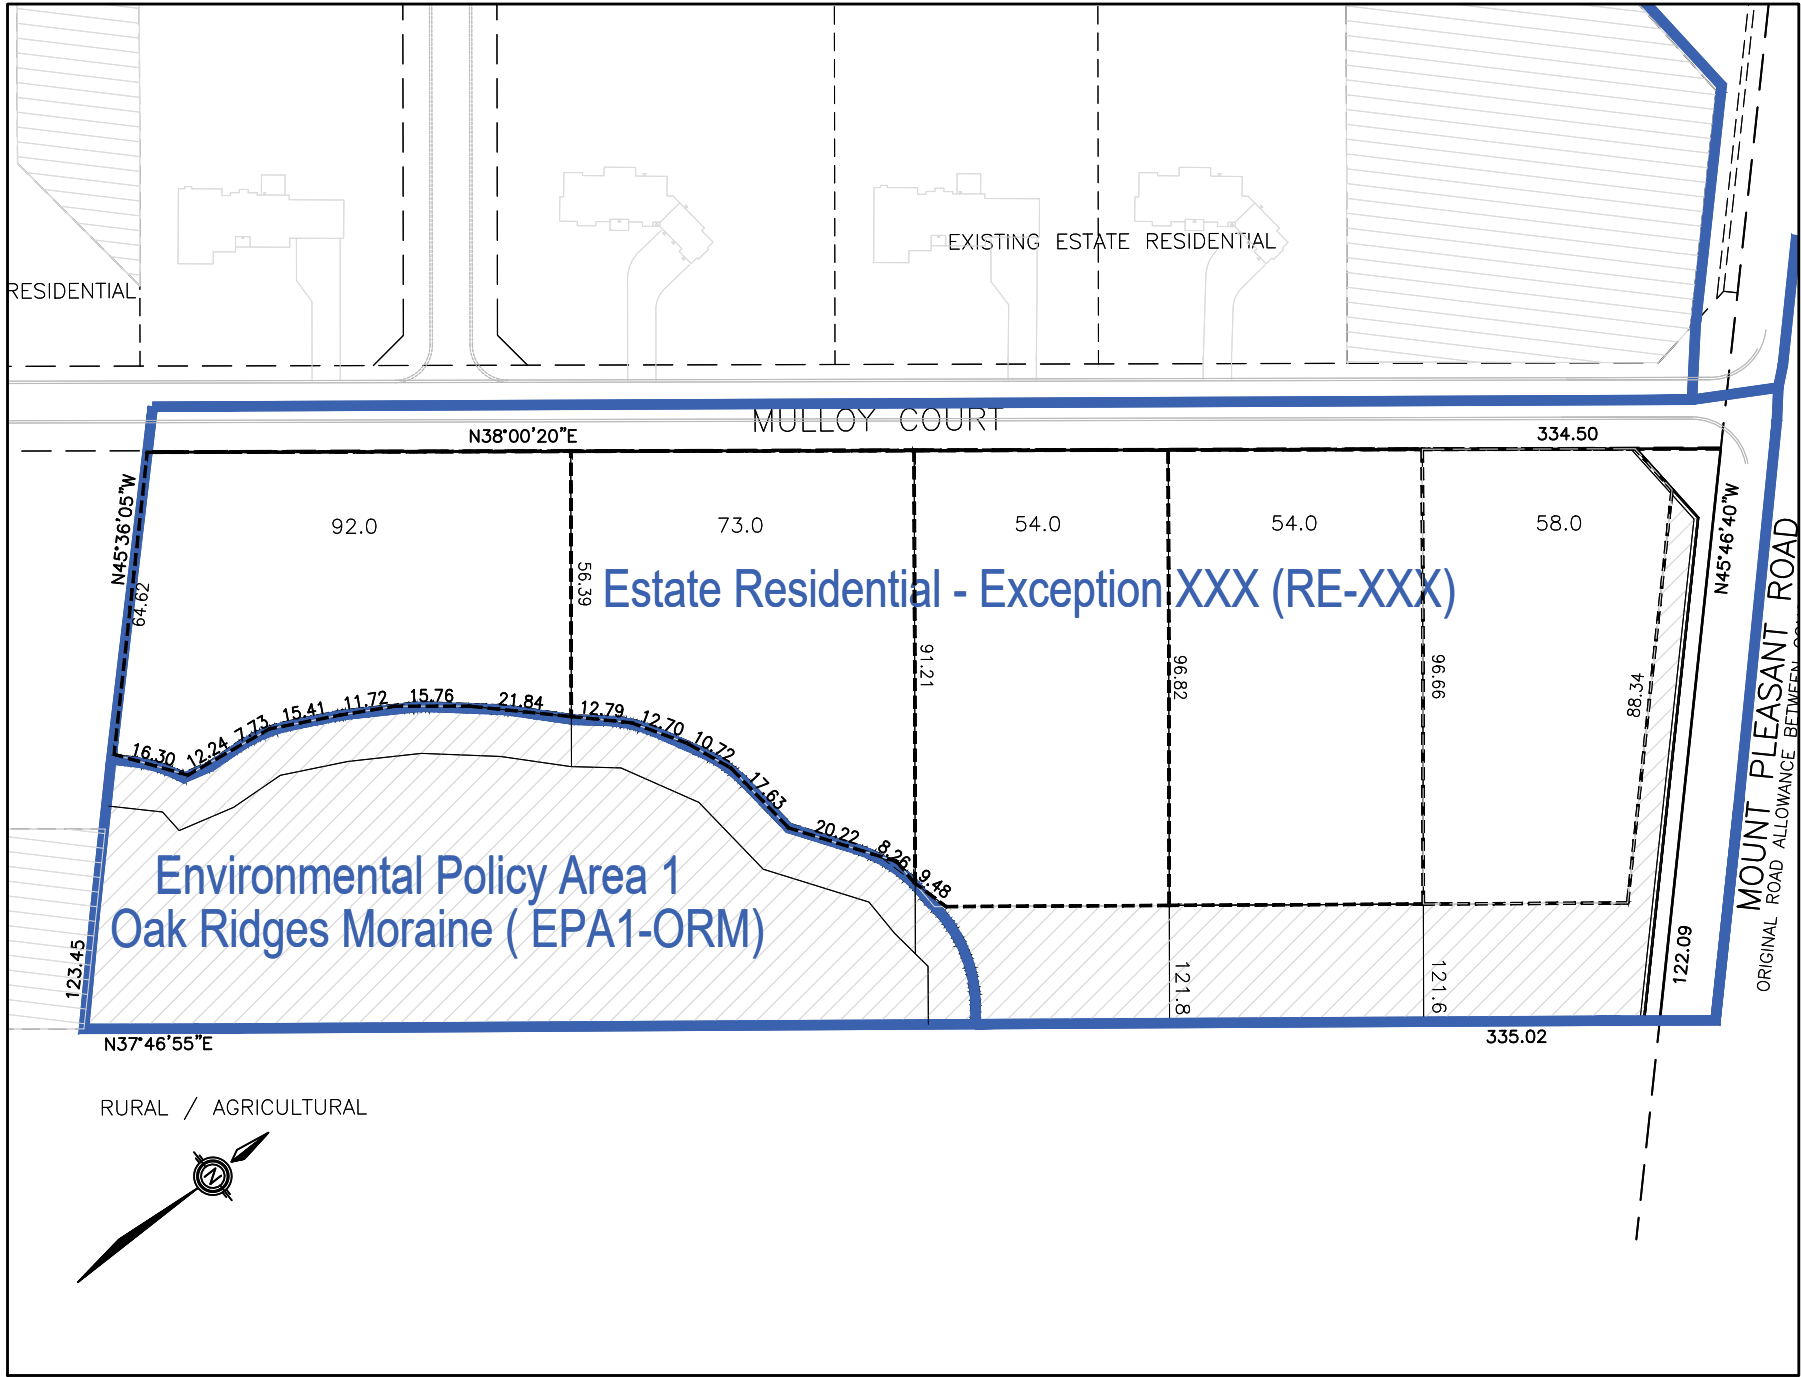 EXISTING ESTATE RESIDENTIAL
RESIDENTIAL
MULLOY COURT
N38°00'20"E
334.50
N45°36'05"W
64.62
92.0
73.0
54.0
54.0
58.0
N45°46'40"W
56.39
Estate Residential - Exception XXX (RE-XXX)
91.21
96.82
96.66
88.34
MOUNT PLEASANT ROAD
ORIGINAL ROAD ALLOWANCE BETWEEN
16.30
12.24
7.73
15.41
11.72
15.76
21.84
12.79
12.70
10.72
17.63
20.22
8.26
9.48
Environmental Policy Area 1
Oak Ridges Moraine ( EPA1-ORM)
123.45
121.8
121.6
122.09
N37°46'55"E
335.02
RURAL / AGRICULTURAL
N